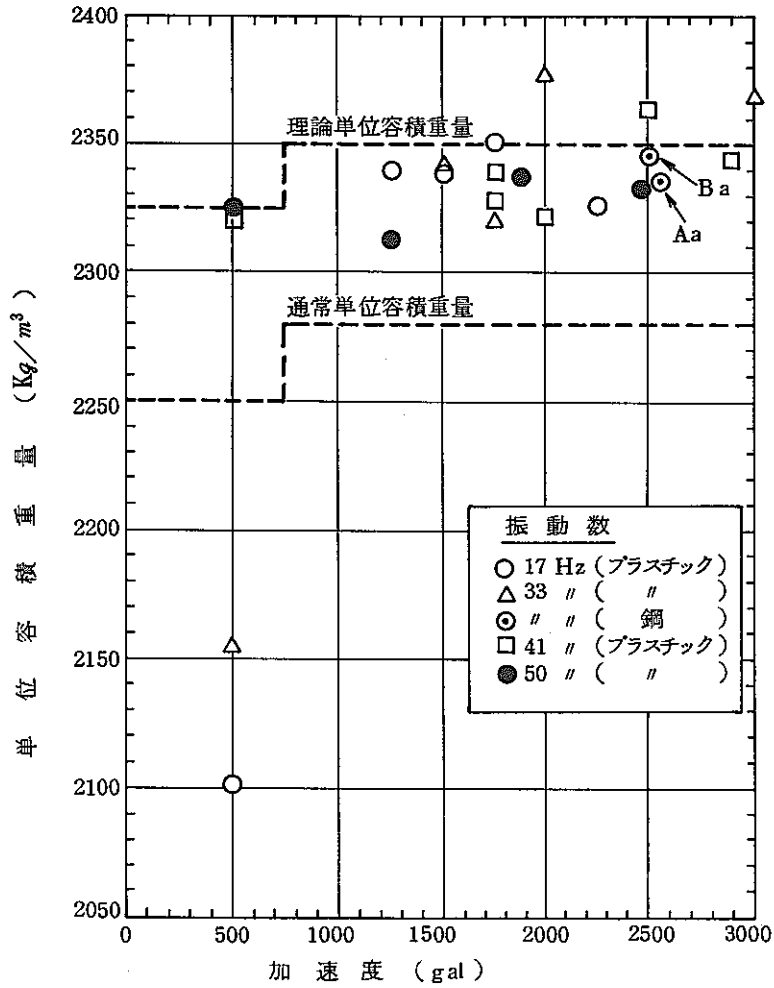 2400
2350
2300
2250
2200
2150
2100
2050
単位容積重量 (Kg/m³)
理論単位容積重量
通常単位容積重量
Ba
Aa
振動数
○ 17 Hz (プラスチック)
△ 33 〃 ( 〃 )
◉ 〃 〃 ( 鋼 )
□ 41 〃 (プラスチック)
● 50 〃 ( 〃 )
0 500 1000 1500 2000 2500 3000
加速度 (gal)